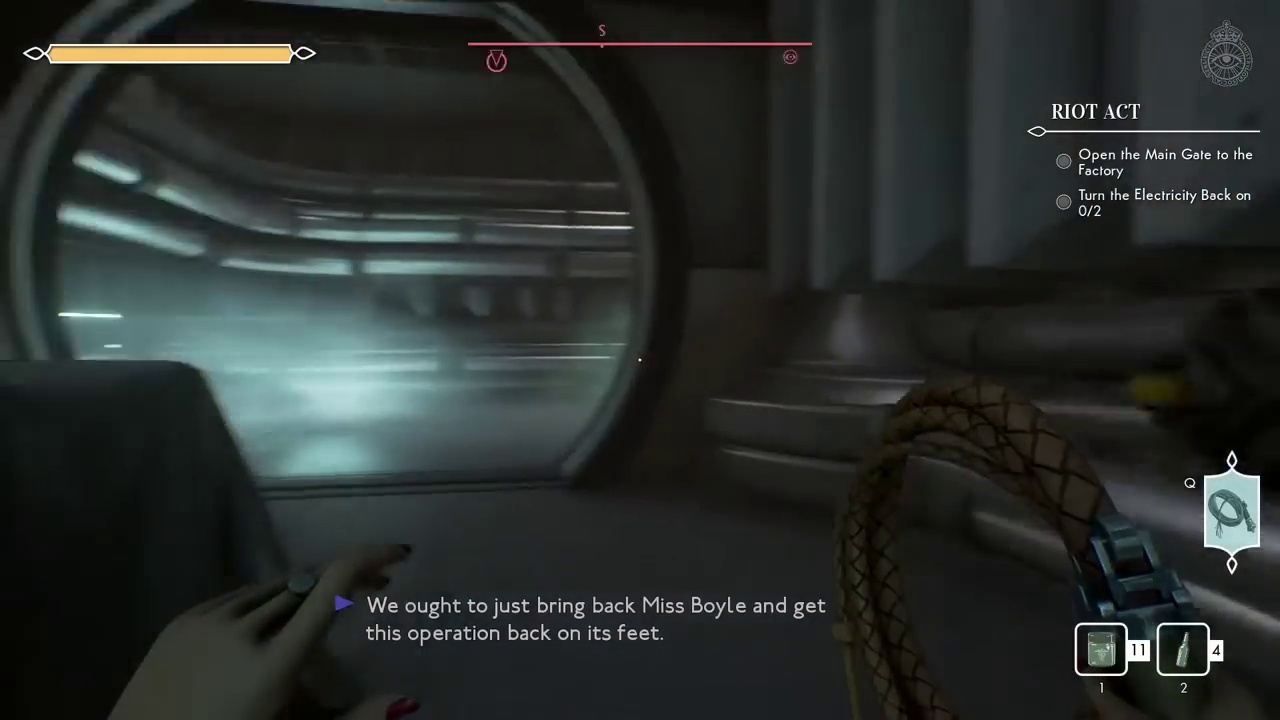 S
RIOT ACT
Open the Main Gate to the
Factory
Turn the Electricity Back on
0/2
Q
We ought to just bring back Miss Boyle and get
this operation back on its feet.
11
4
1
2